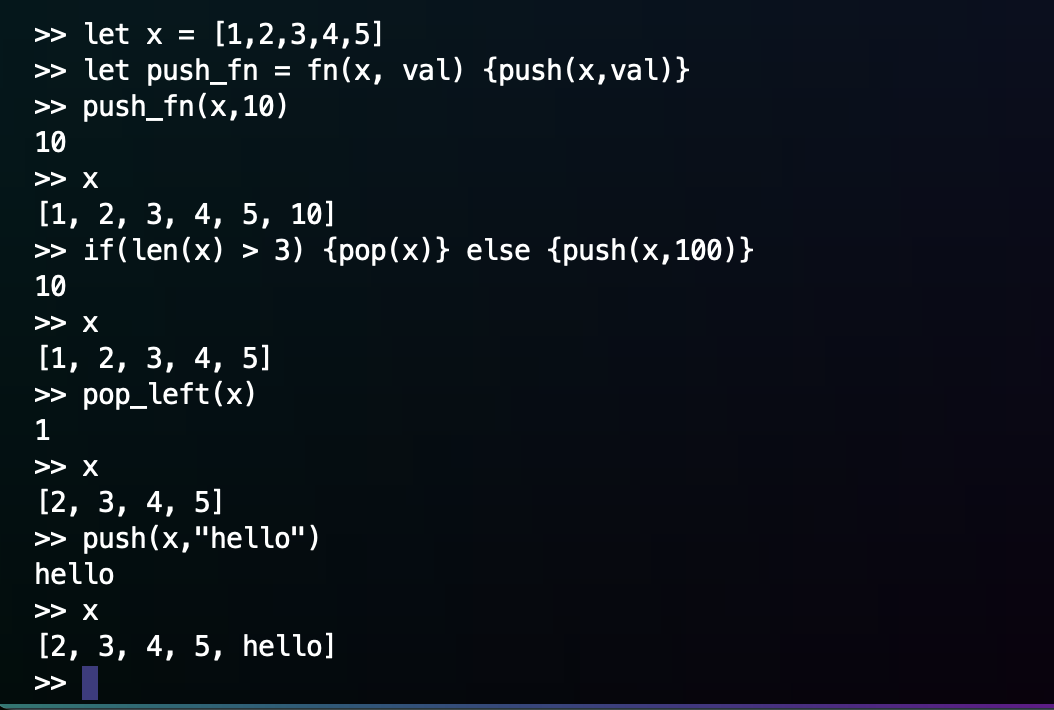 >> let x = [1,2,3,4,5]
>> let push_fn = fn(x, val) {push(x,val)}
>> push_fn(x,10)
10
>> x
[1, 2, 3, 4, 5, 10]
>> if(len(x) > 3) {pop(x)} else {push(x,100)}
10
>> x
[1, 2, 3, 4, 5]
>> pop_left(x)
1
>> x
[2, 3, 4, 5]
>> push(x,"hello")
hello
>> x
[2, 3, 4, 5, hello]
>>